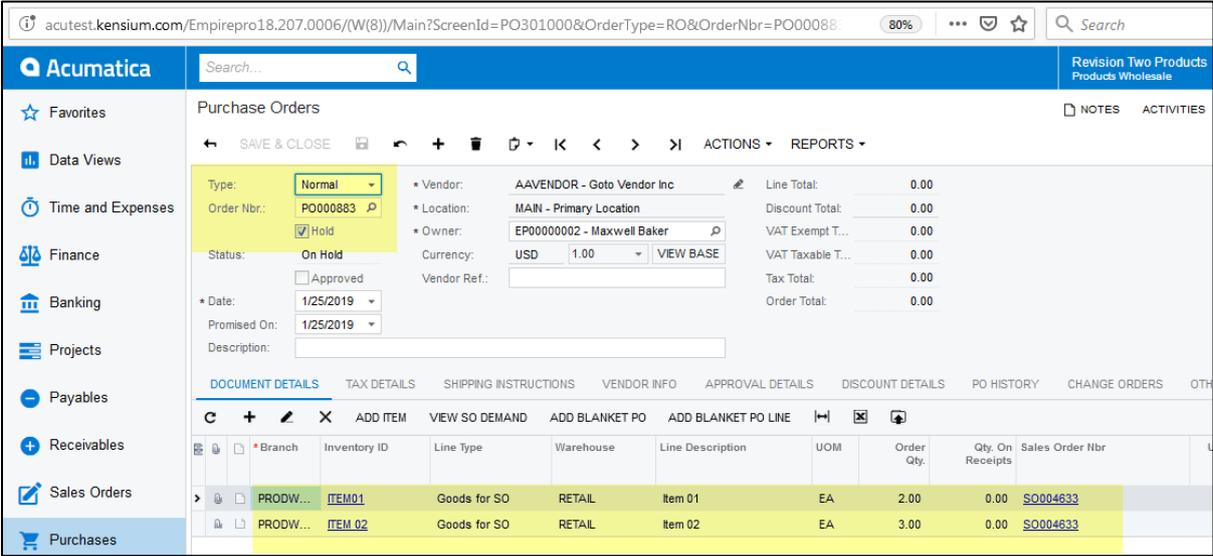 acutest.kensium.com/Empirepro18.207.0006/(W(8))/Main?ScreenId=PO301000&OrderType=RO&OrderNbr=PO00088 80% Search
Acumatica Search... Revision Two Products
Products Wholesale
Favorites Purchase Orders NOTES ACTIVITIES
SAVE & CLOSE ACTIONS REPORTS
Data Views
Type: Normal * Vendor: AAVENDOR - Goto Vendor Inc Line Total: 0.00
Time and Expenses Order Nbr.: PO000883 * Location: MAIN - Primary Location Discount Total: 0.00
Hold * Owner: EP00000002 - Maxwell Baker VAT Exempt T... 0.00
Finance Status: On Hold Currency: USD 1.00 VIEW BASE VAT Taxable T... 0.00
Approved Vendor Ref.: Tax Total: 0.00
Banking * Date: 1/25/2019 Order Total: 0.00
Promised On: 1/25/2019
Projects Description:
Payables DOCUMENT DETAILS TAX DETAILS SHIPPING INSTRUCTIONS VENDOR INFO APPROVAL DETAILS DISCOUNT DETAILS PO HISTORY CHANGE ORDERS OTH
ADD ITEM VIEW SO DEMAND ADD BLANKET PO ADD BLANKET PO LINE
Receivables * Branch Inventory ID Line Type Warehouse Line Description UOM Order Qty. Qty. On Receipts Sales Order Nbr U
Sales Orders PRODW... ITEM01 Goods for SO RETAIL Item 01 EA 2.00 0.00 SO004633
PRODW... ITEM 02 Goods for SO RETAIL Item 02 EA 3.00 0.00 SO004633
Purchases